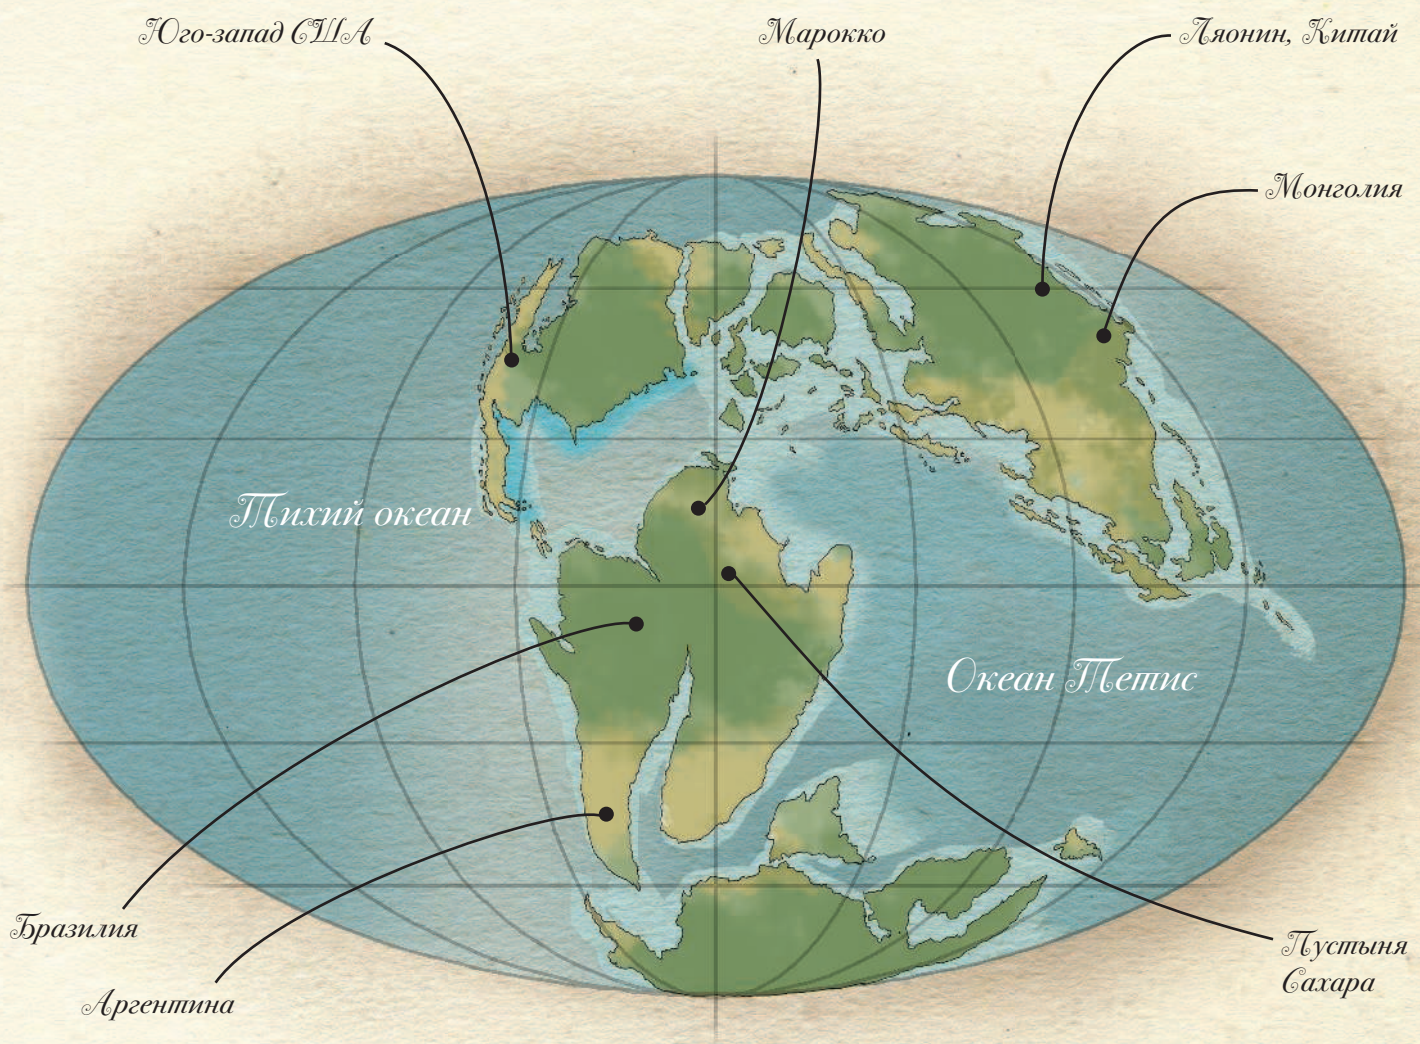 Юго-запад США
Марокко
Ляонин, Китай
Монголия
Тихий океан
Океан Тетис
Бразилия
Аргентина
Пустыня
Сахара